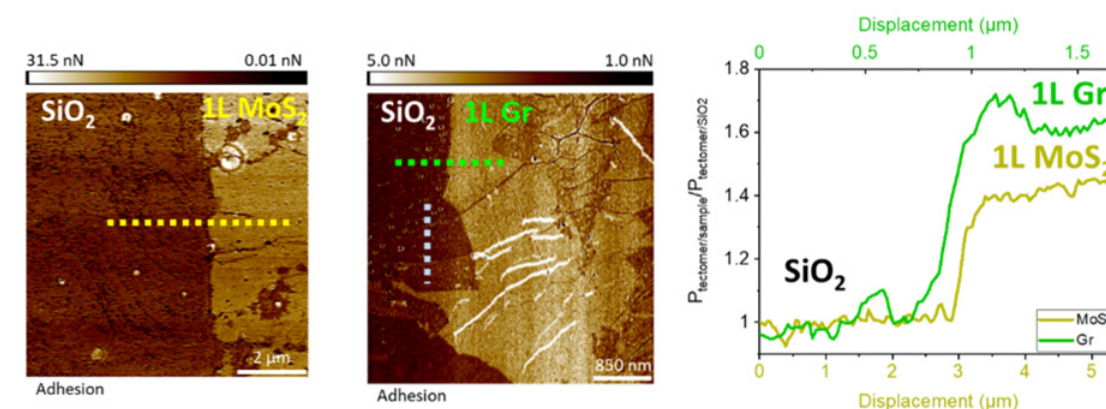 31.5 nN 0.01 nN
SiO₂ 1L MoS₂
2 μm
Adhesion
5.0 nN 1.0 nN
SiO₂ 1L Gr
850 nm
Adhesion
Displacement (μm)
0 0.5 1 1.5
1.8
1.6
1.4
1.2
1
P tectomer/sample/P tectomer/SiO2
1L Gr
1L MoS₂
SiO₂
MoS
Gr
0 1 2 3 4 5
Displacement (μm)